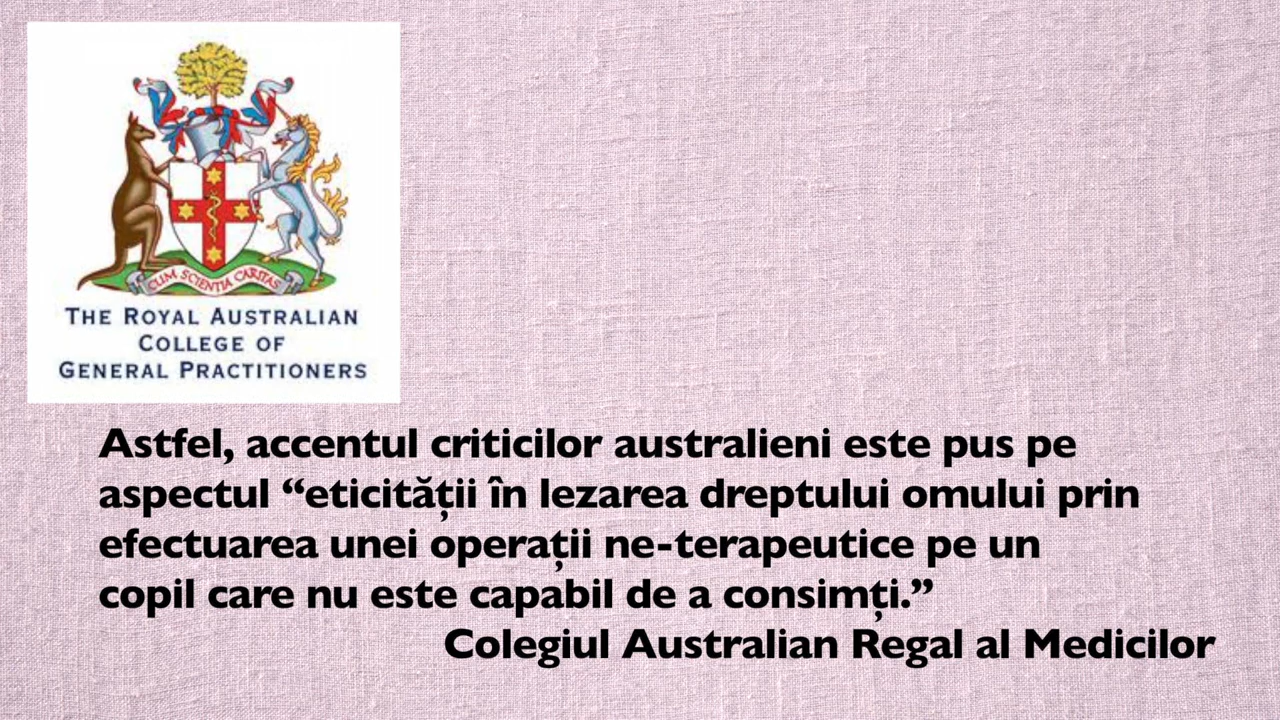 CUM SCIENTIA CARITAS
THE ROYAL AUSTRALIAN
COLLEGE OF
GENERAL PRACTITIONERS
Astfel, accentul criticilor australieni este pus pe
aspectul “eticității în lezarea dreptului omului prin
efectuarea unei operații ne-terapeutice pe un
copil care nu este capabil de a consimți.”
Colegiul Australian Regal al Medicilor